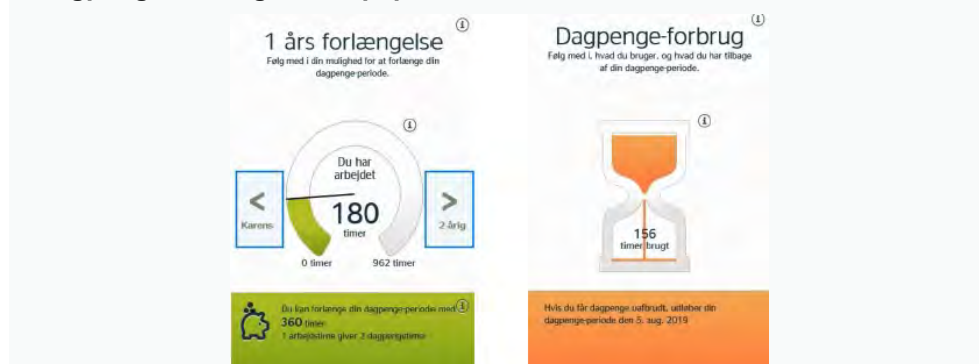 1 års forlængelse
Følg med i din mulighed for at forlænge din
dagpenge-periode.
Du har
arbejdet
180
timer
<
Karens
>
2 årig
0 timer
962 timer
Du kan forlænge din dagpenge-periode med
360 timer
1 arbejdstime giver 2 dagpengetime
Dagpenge-forbrug
Følg med i, hvad du bruger, og hvad du har tilbage
af din dagpenge-periode.
156
timer brugt
Hvis du får dagpenge uafbrudt, udløber din
dagpenge-periode den 5. aug. 2019